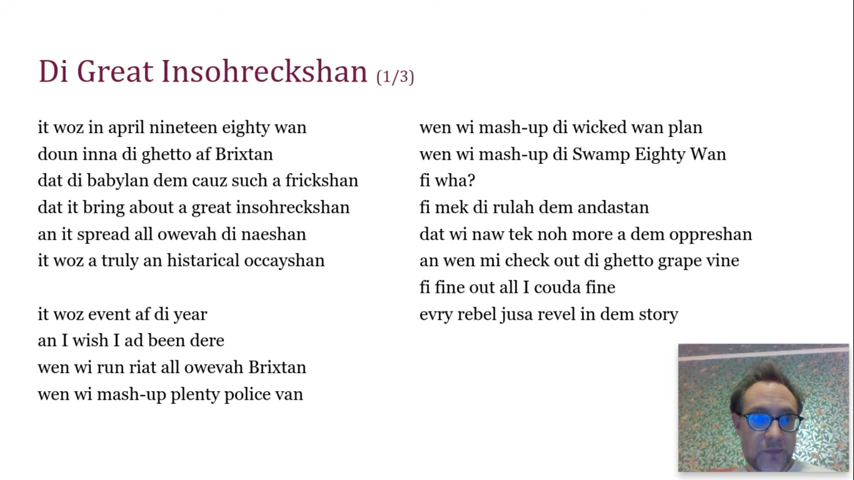 Di Great Insohreckshan (1/3)
it woz in april nineteen eighty wan
doun inna di ghetto af Brixtan
dat di babylan dem cauz such a frickshan
dat it bring about a great insohreckshan
an it spread all owevah di naeshan
it woz a truly an histarical occayshan
it woz event af di year
an I wish I ad been dere
wen wi run riat all owevah Brixtan
wen wi mash-up plenty police van
wen wi mash-up di wicked wan plan
wen wi mash-up di Swamp Eighty Wan
fi wha?
fi mek di rulah dem andastan
dat wi naw tek noh more a dem oppreshan
an wen mi check out di ghetto grape vine
fi fine out all I couda fine
evry rebel jusa revel in dem story